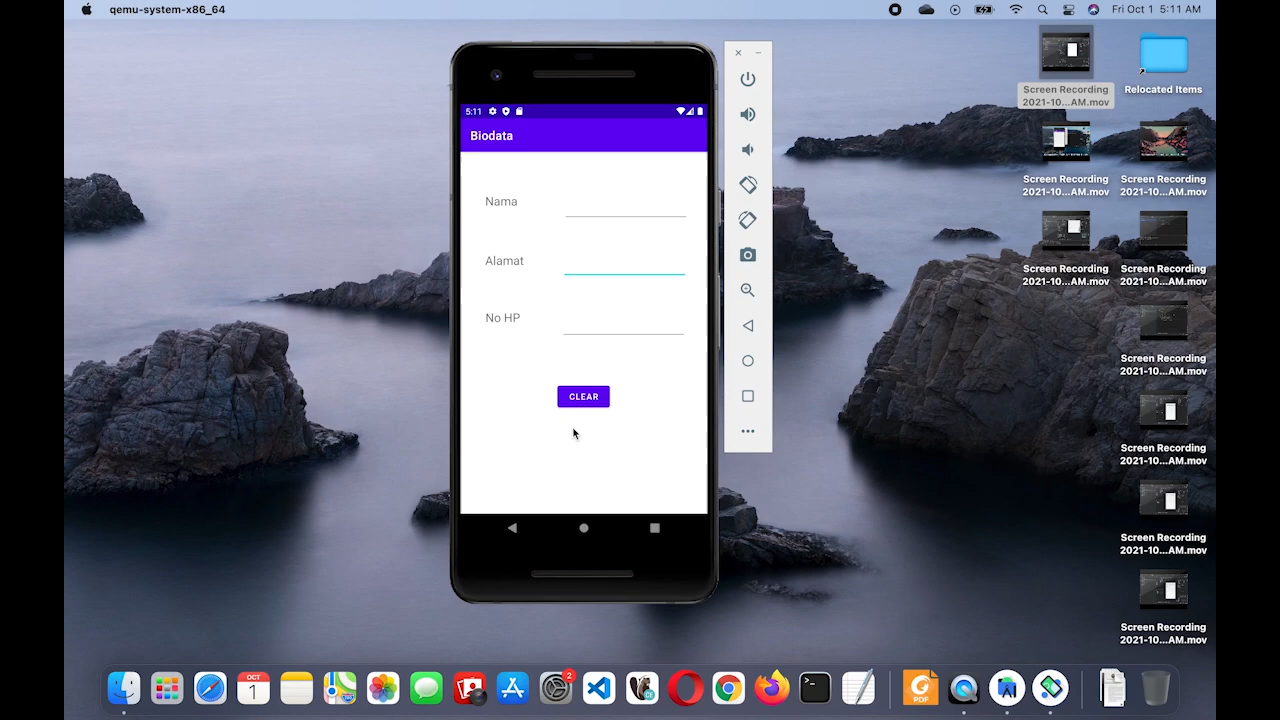 qemu-system-x86_64
Fri Oct 1 5:11 AM
5:11
Biodata
Nama
Alamat
No HP
CLEAR
Screen Recording
2021-10...AM.mov
Relocated Items
Screen Recording
2021-10...AM.mov
Screen Recording
2021-10...AM.mov
Screen Recording
2021-10...AM.mov
Screen Recording
2021-10...AM.mov
Screen Recording
2021-10...AM.mov
Screen Recording
2021-10...AM.mov
Screen Recording
2021-10...AM.mov
Screen Recording
2021-10...AM.mov
OCT
1
2
PDF